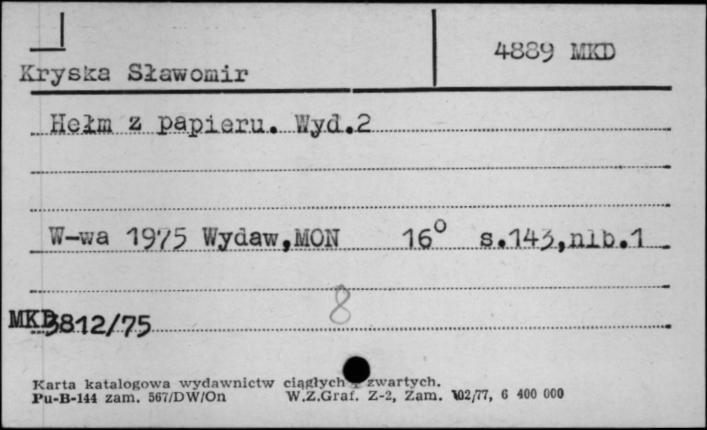 4889 MKD
Kryska Sławomir
Hełm z papieru. Wyd.2
W-wa 1975 Wydaw,MON 16° s.143,nlb.1
8
MKD3812/75
Karta katalogowa wydawnictw ciągłych i zwartych.
Pu-B-144 zam. 567/DW/On W.Z.Graf. Z-2, Zam. 102/77, 6 400 000